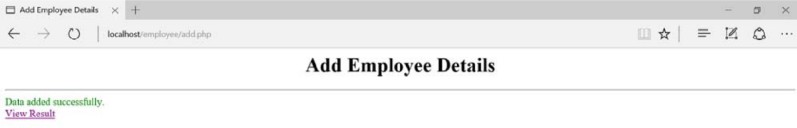 Add Employee Details
localhost/employee/add.php
Add Employee Details
Data added successfully.
View Result